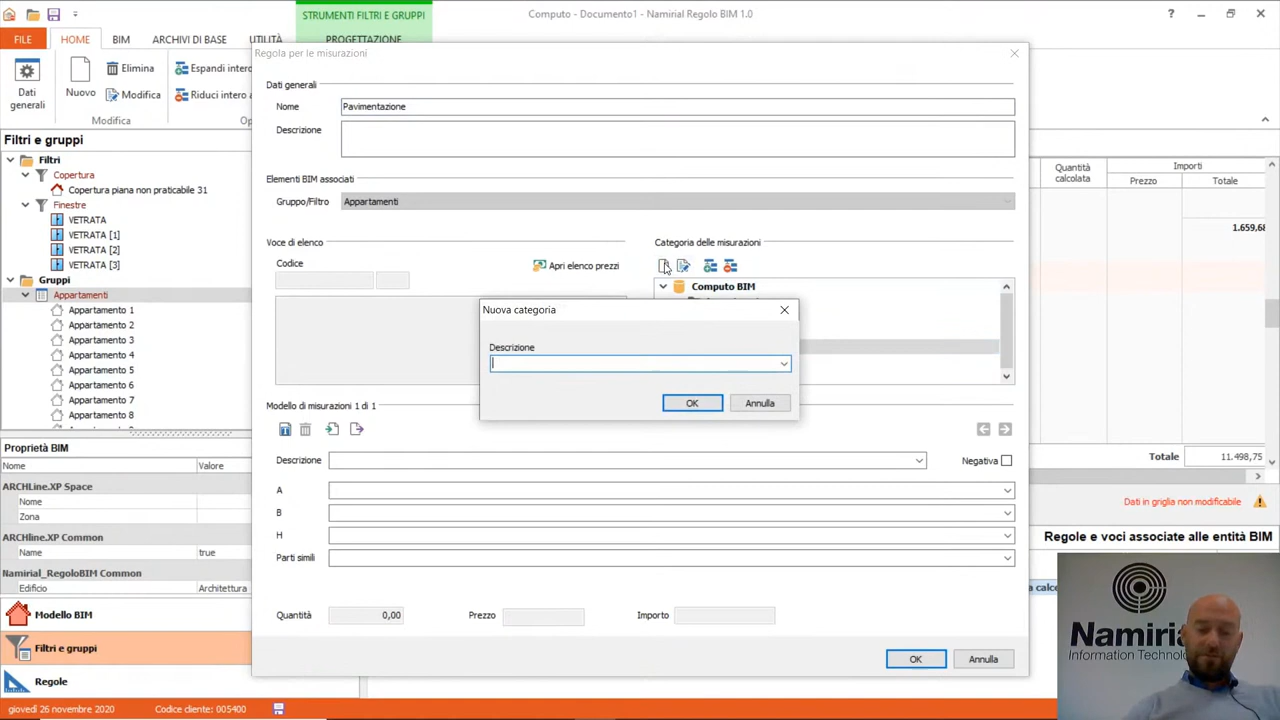 STRUMENTI FILTRI E GRUPPI
Computo - Documento1 - Namirial Regolo BIM 1.0
FILE
HOME
BIM
ARCHIVI DI BASE
UTILITÀ
PROGETTAZIONE
Dati generali
Nuovo
Elimina
Modifica
Espandi intero
Riduci intero a
Modifica
Op
Filtri e gruppi
Filtri
Copertura
Copertura piana non praticabile 31
Finestre
VETRATA
VETRATA [1]
VETRATA [2]
VETRATA [3]
Gruppi
Appartamenti
Appartamento 1
Appartamento 2
Appartamento 3
Appartamento 4
Appartamento 5
Appartamento 6
Appartamento 7
Appartamento 8
Proprietà BIM
Nome Valore
ARCHLine.XP Space
Nome
Zona
ARCHline.XP Common
Name true
Namirial_RegoloBIM Common
Edificio Architettura
Modello BIM
Filtri e gruppi
Regole
giovedì 26 novembre 2020
Codice cliente: 005400
Regola per le misurazioni
Dati generali
Nome Pavimentazione
Descrizione
Elementi BIM associati
Gruppo/Filtro Appartamenti
Voce di elenco
Codice
Apri elenco prezzi
Categoria delle misurazioni
Computo BIM
Nuova categoria
Descrizione
OK
Annulla
Modello di misurazioni 1 di 1
Descrizione
Negativa
A
B
H
Parti simili
Quantità 0,00
Prezzo
Importo
OK
Annulla
Quantità calcolata
Importi
Prezzo
Totale
1.659,68
Totale 11.498,75
Dati in griglia non modificabile
Regole e voci associate alle entità BIM
a calco
Namiria
Information Technolo